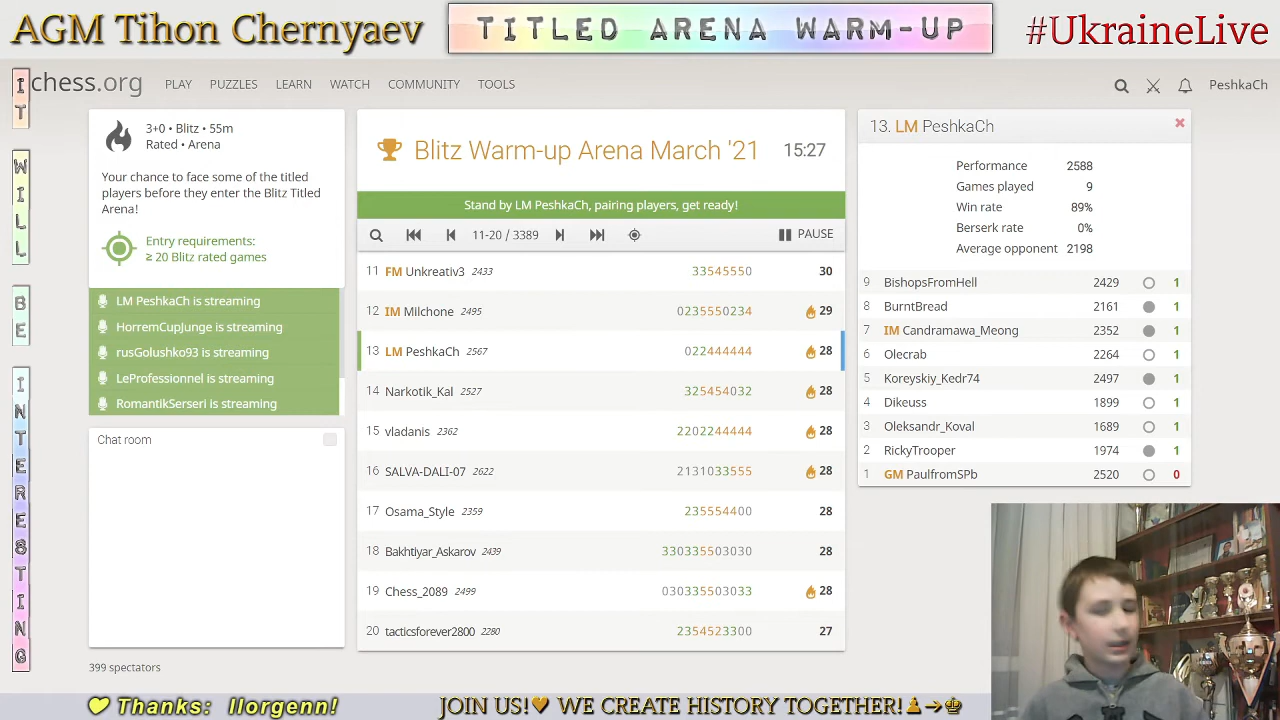 AGM Tihon Chernyaev
TITLED ARENA WARM-UP
#UkraineLive
IT WILL BE INTERESTING
chess.org
PLAY PUZZLES LEARN WATCH COMMUNITY TOOLS
PeshkaCh
3+0 • Blitz • 55m
Rated • Arena
Your chance to face some of the titled
players before they enter the Blitz Titled
Arena!
Entry requirements:
≥ 20 Blitz rated games
LM PeshkaCh is streaming
HorremCupJunge is streaming
rusGolushko93 is streaming
LeProfessionnel is streaming
RomantikSerseri is streaming
Chat room
399 spectators
Blitz Warm-up Arena March '21 15:27
Stand by LM PeshkaCh, pairing players, get ready!
11-20 / 3389 PAUSE
11 FM Unkreativ3 2433 33545550 30
12 IM Milchone 2495 0235550234 29
13 LM PeshkaCh 2567 022444444 28
14 Narkotik_Kal 2527 325454032 28
15 vladanis 2362 220224444 28
16 SALVA-DALI-07 2622 2131033555 28
17 Osama_Style 2359 235554400 28
18 Bakhtiyar_Askarov 2439 330335503030 28
19 Chess_2089 2499 030335503033 28
20 tacticsforever2800 2280 2354523300 27
13. LM PeshkaCh
Performance 2588
Games played 9
Win rate 89%
Berserk rate 0%
Average opponent 2198
9 BishopsFromHell 2429 1
8 BurntBread 2161 1
7 IM Candramawa_Meong 2352 1
6 Olecrab 2264 1
5 Koreyskiy_Kedr74 2497 1
4 Dikeuss 1899 1
3 Oleksandr_Koval 1689 1
2 RickyTrooper 1974 1
1 GM PaulfromSPb 2520 0
Thanks: llorgenn!
JOIN US!🧡 WE CREATE HISTORY TOGETHER!♟→♚